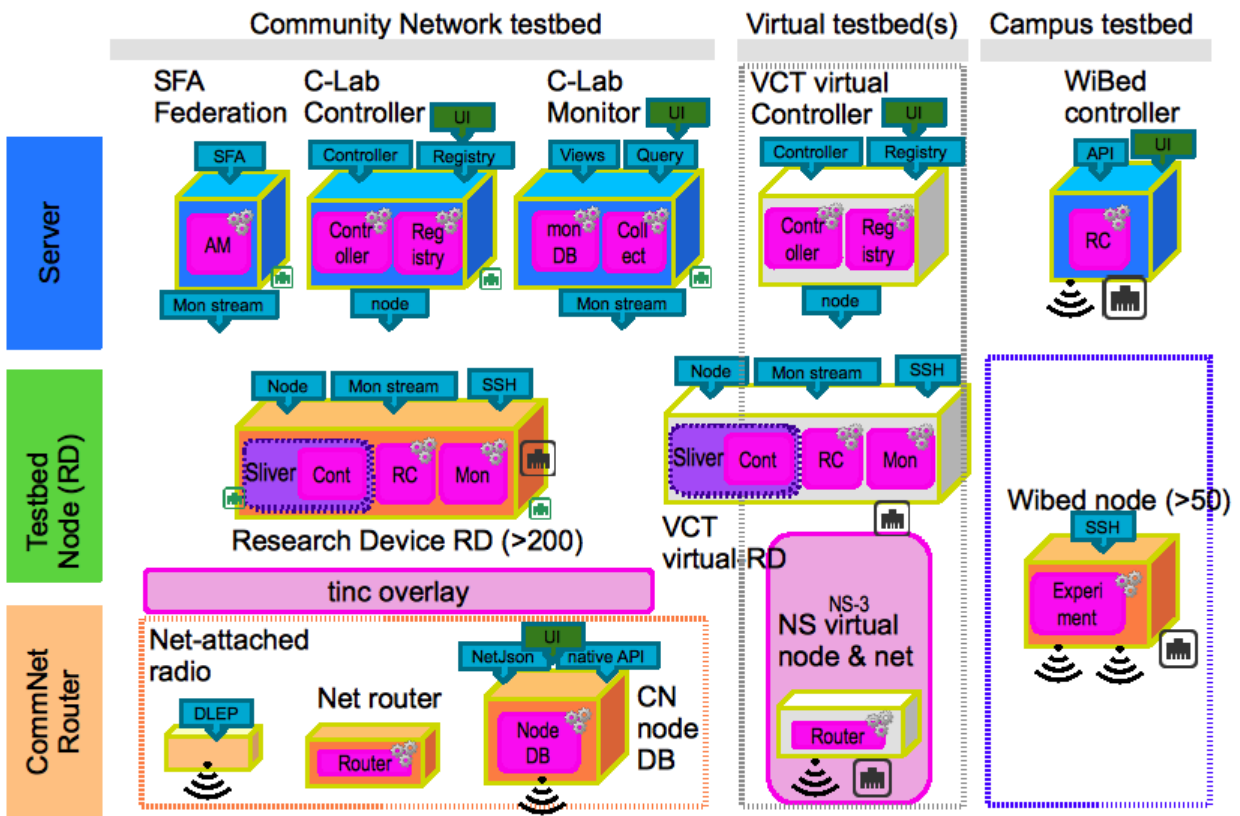 Community Network testbed
Virtual testbed(s)
Campus testbed
SFA
Federation
C-Lab
Controller
C-Lab
Monitor
VCT virtual
Controller
WiBed
controller
UI
UI
UI
UI
SFA
Controller
Registry
Views
Query
Controller
Registry
API
Server
AM
Contr
oller
Reg
istry
mon
DB
Coll
ect
Contr
oller
Reg
istry
RC
Mon stream
node
Mon stream
node
Testbed
Node (RD)
Node
Mon stream
SSH
Node
Mon stream
SSH
Sliver
Cont
RC
Mon
Sliver
Cont
RC
Mon
Research Device RD (>200)
VCT
virtual RD
Wibed node (>50)
SSH
Experi
ment
tinc overlay
CommNet
Router
Net-attached
radio
DLEP
Net router
Router
UI
NetJson
native API
Node
DB
CN
node
DB
NS-3
NS virtual
node & net
Router